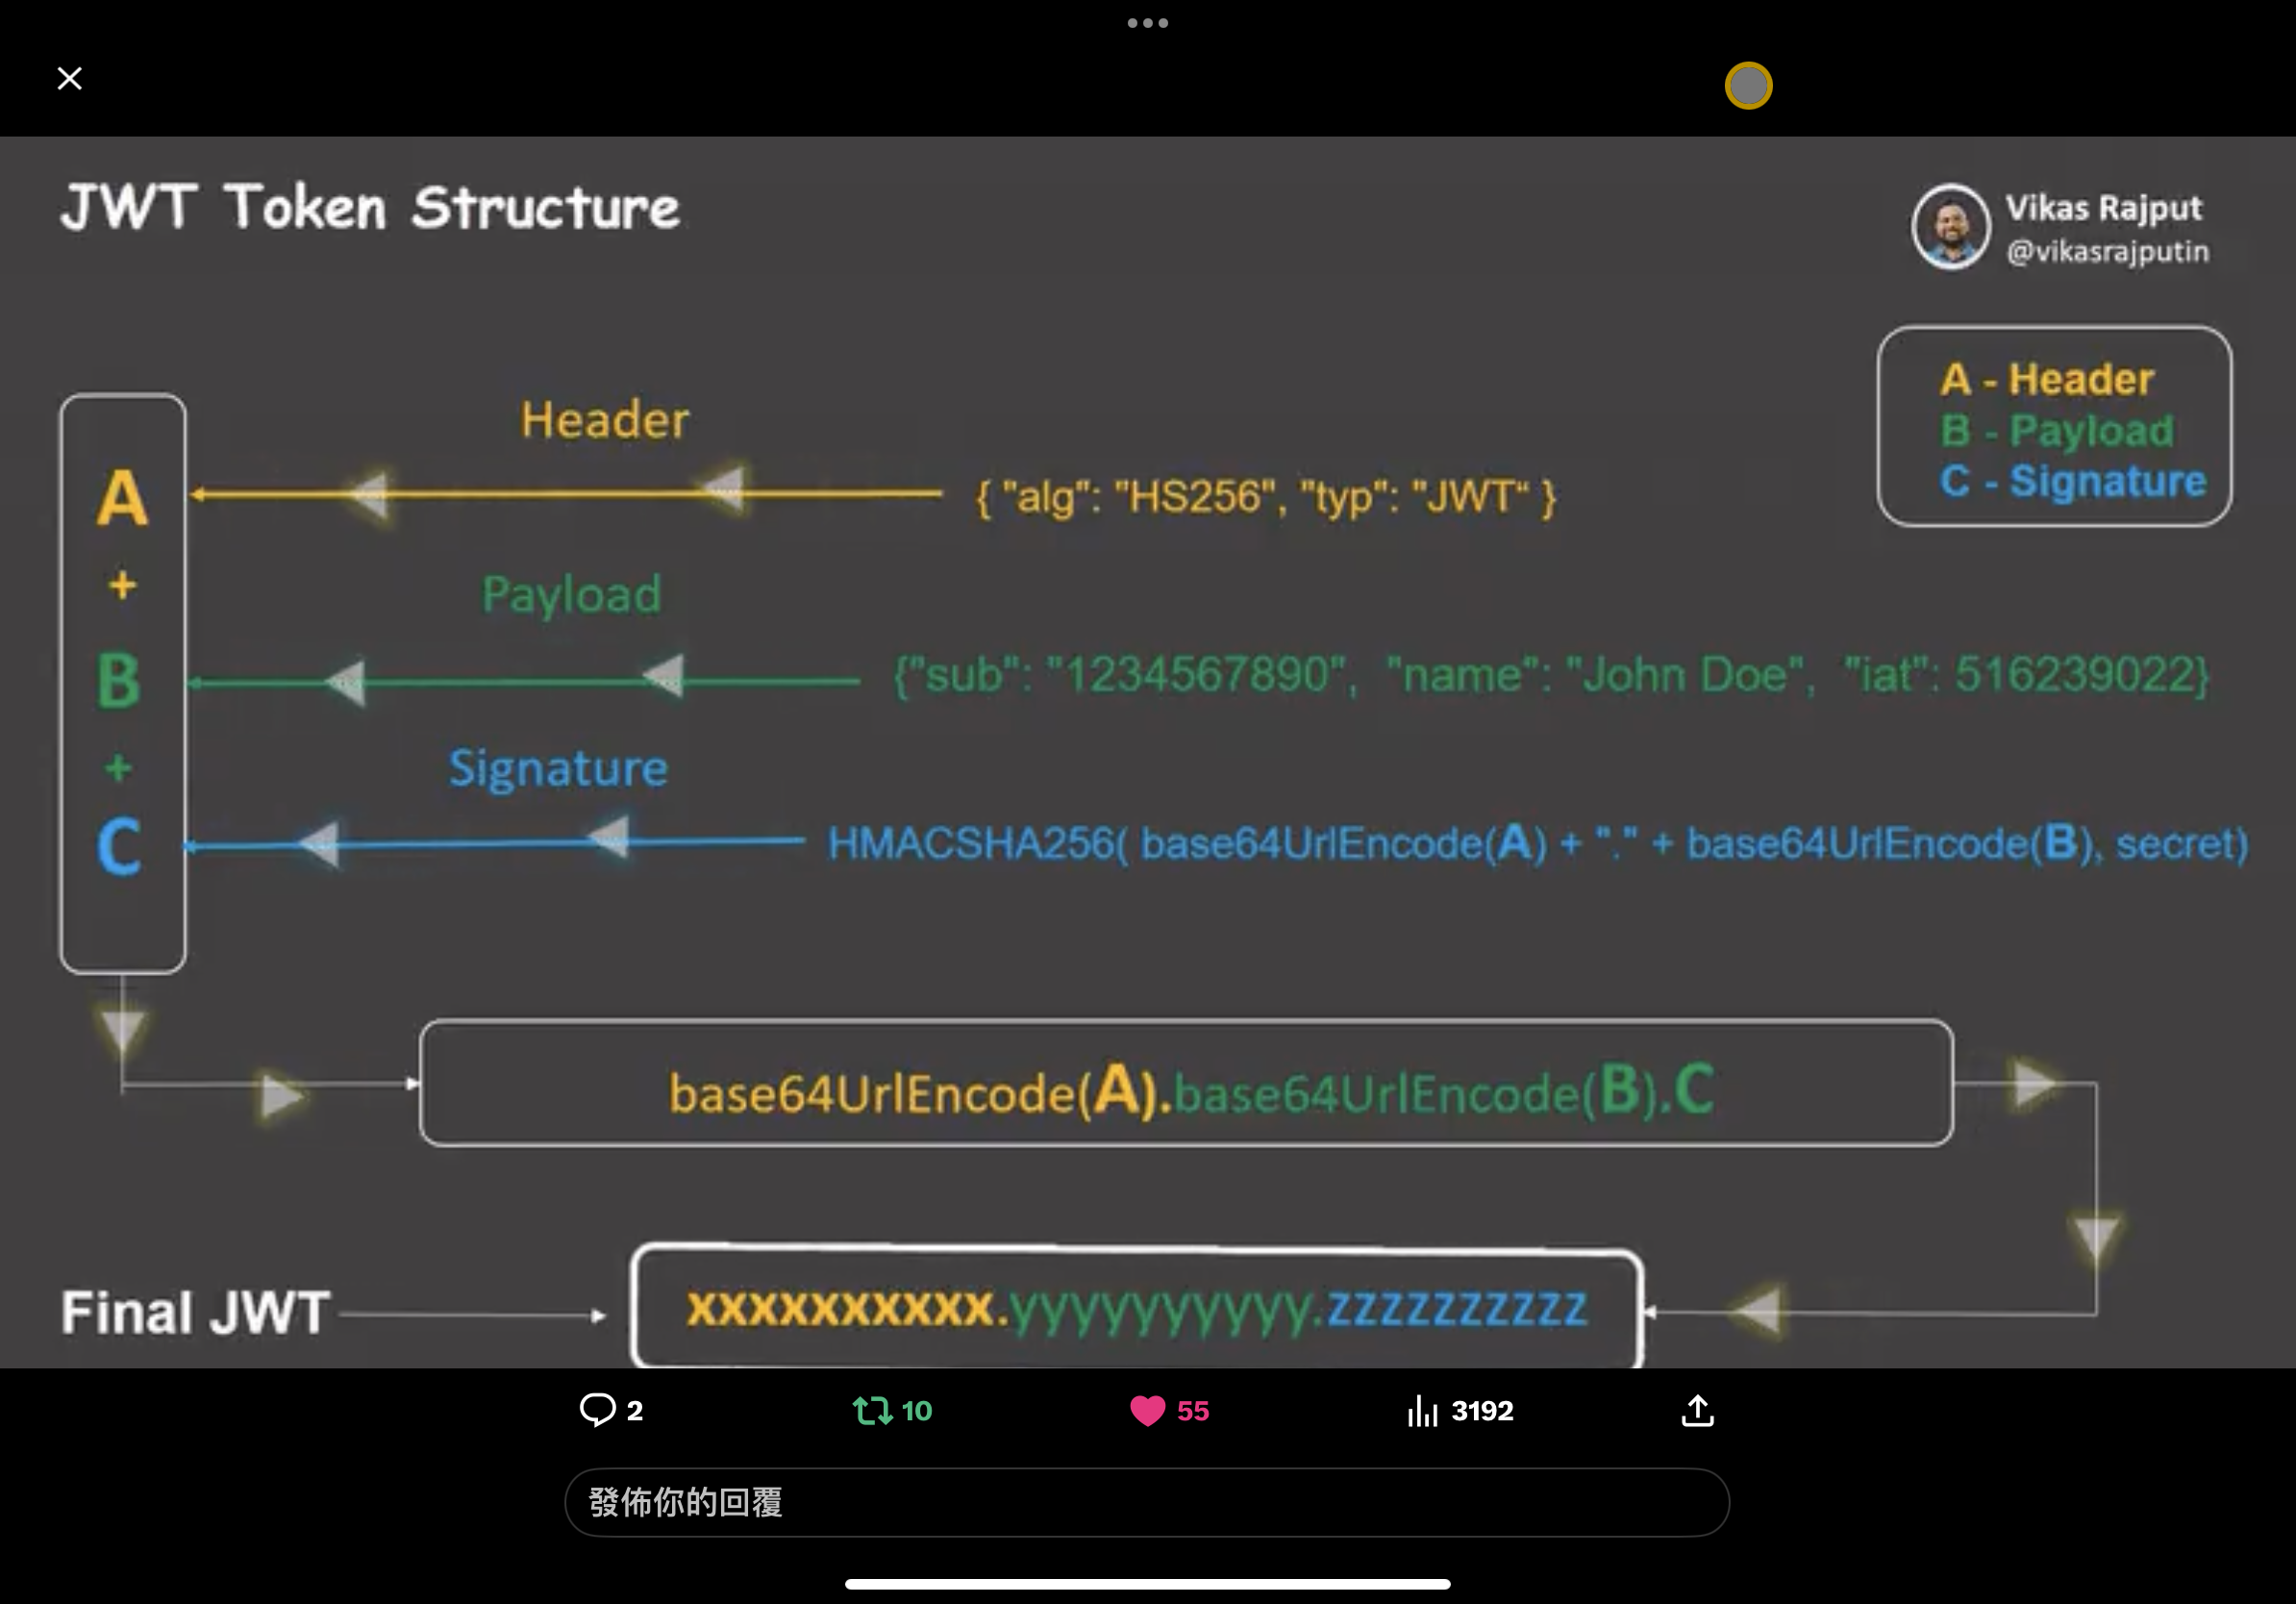 JWT Token Structure
Vikas Rajput
@vikasrajputin
A - Header
B - Payload
C - Signature
Header
A
{ "alg": "HS256", "typ": "JWT“ }
+
Payload
B
{"sub": "1234567890", "name": "John Doe", "iat": 516239022}
+
Signature
C
HMACSHA256( base64UrlEncode(A) + "." + base64UrlEncode(B), secret)
base64UrlEncode(A).base64UrlEncode(B).C
Final JWT
xxxxxxxxxx.yyyyyyyyyy.zzzzzzzzzz
2
10
55
3192
發佈你的回覆